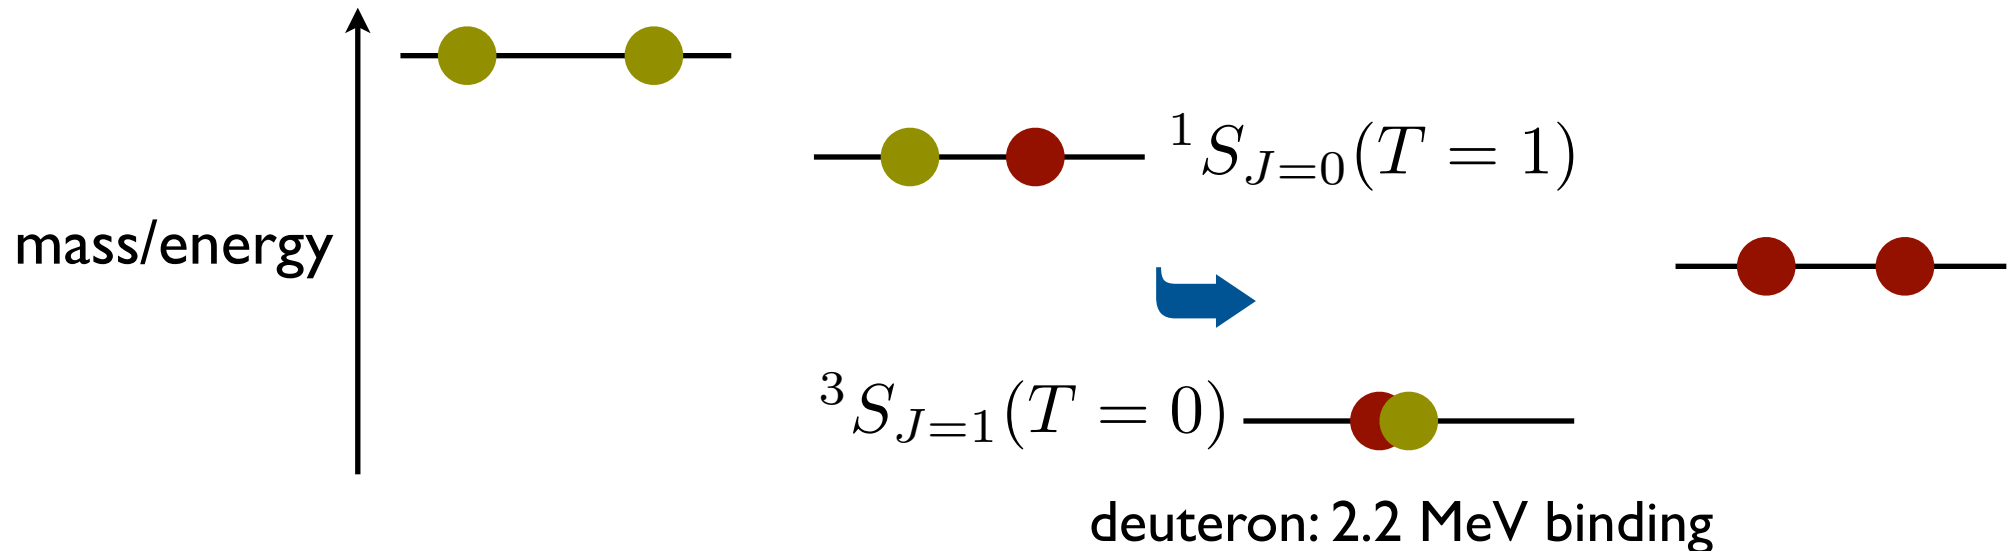 ¹S_{J=0}(T = 1)
mass/energy
³S_{J=1}(T = 0)
deuteron: 2.2 MeV binding